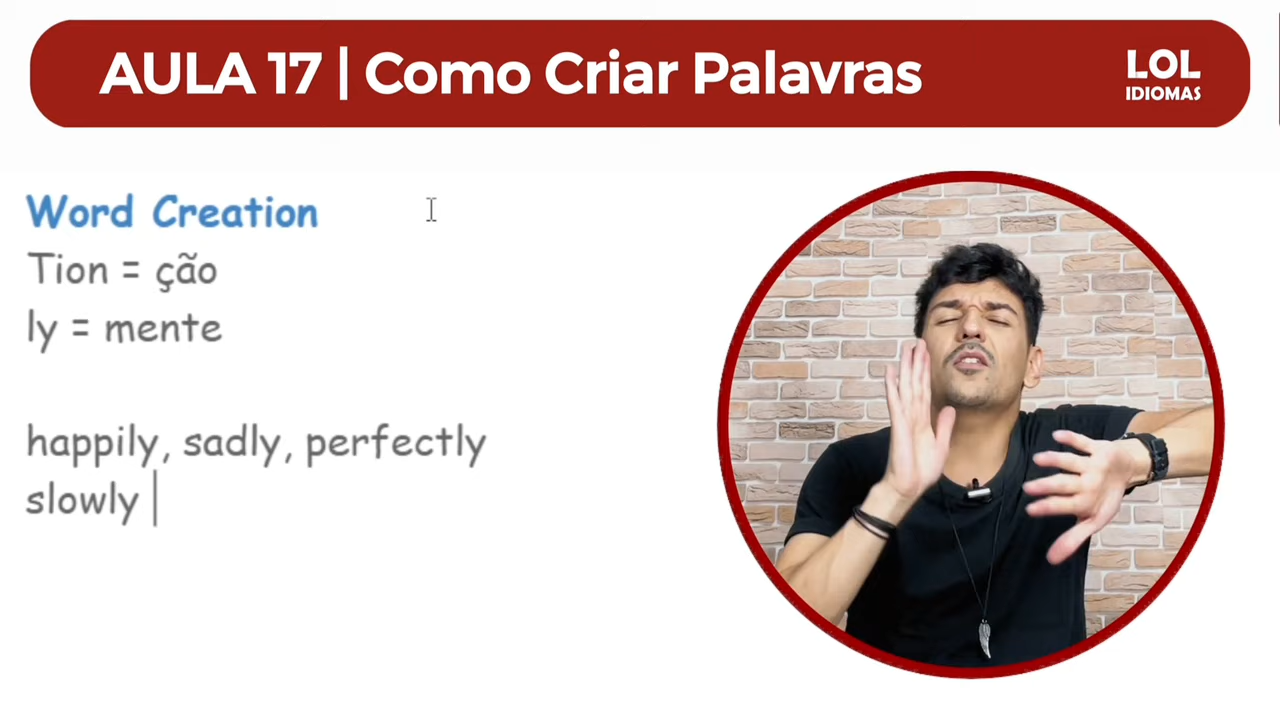 AULA 17 | Como Criar Palavras
LOL
IDIOMAS
Word Creation
Tion = ção
ly = mente
happily, sadly, perfectly
slowly